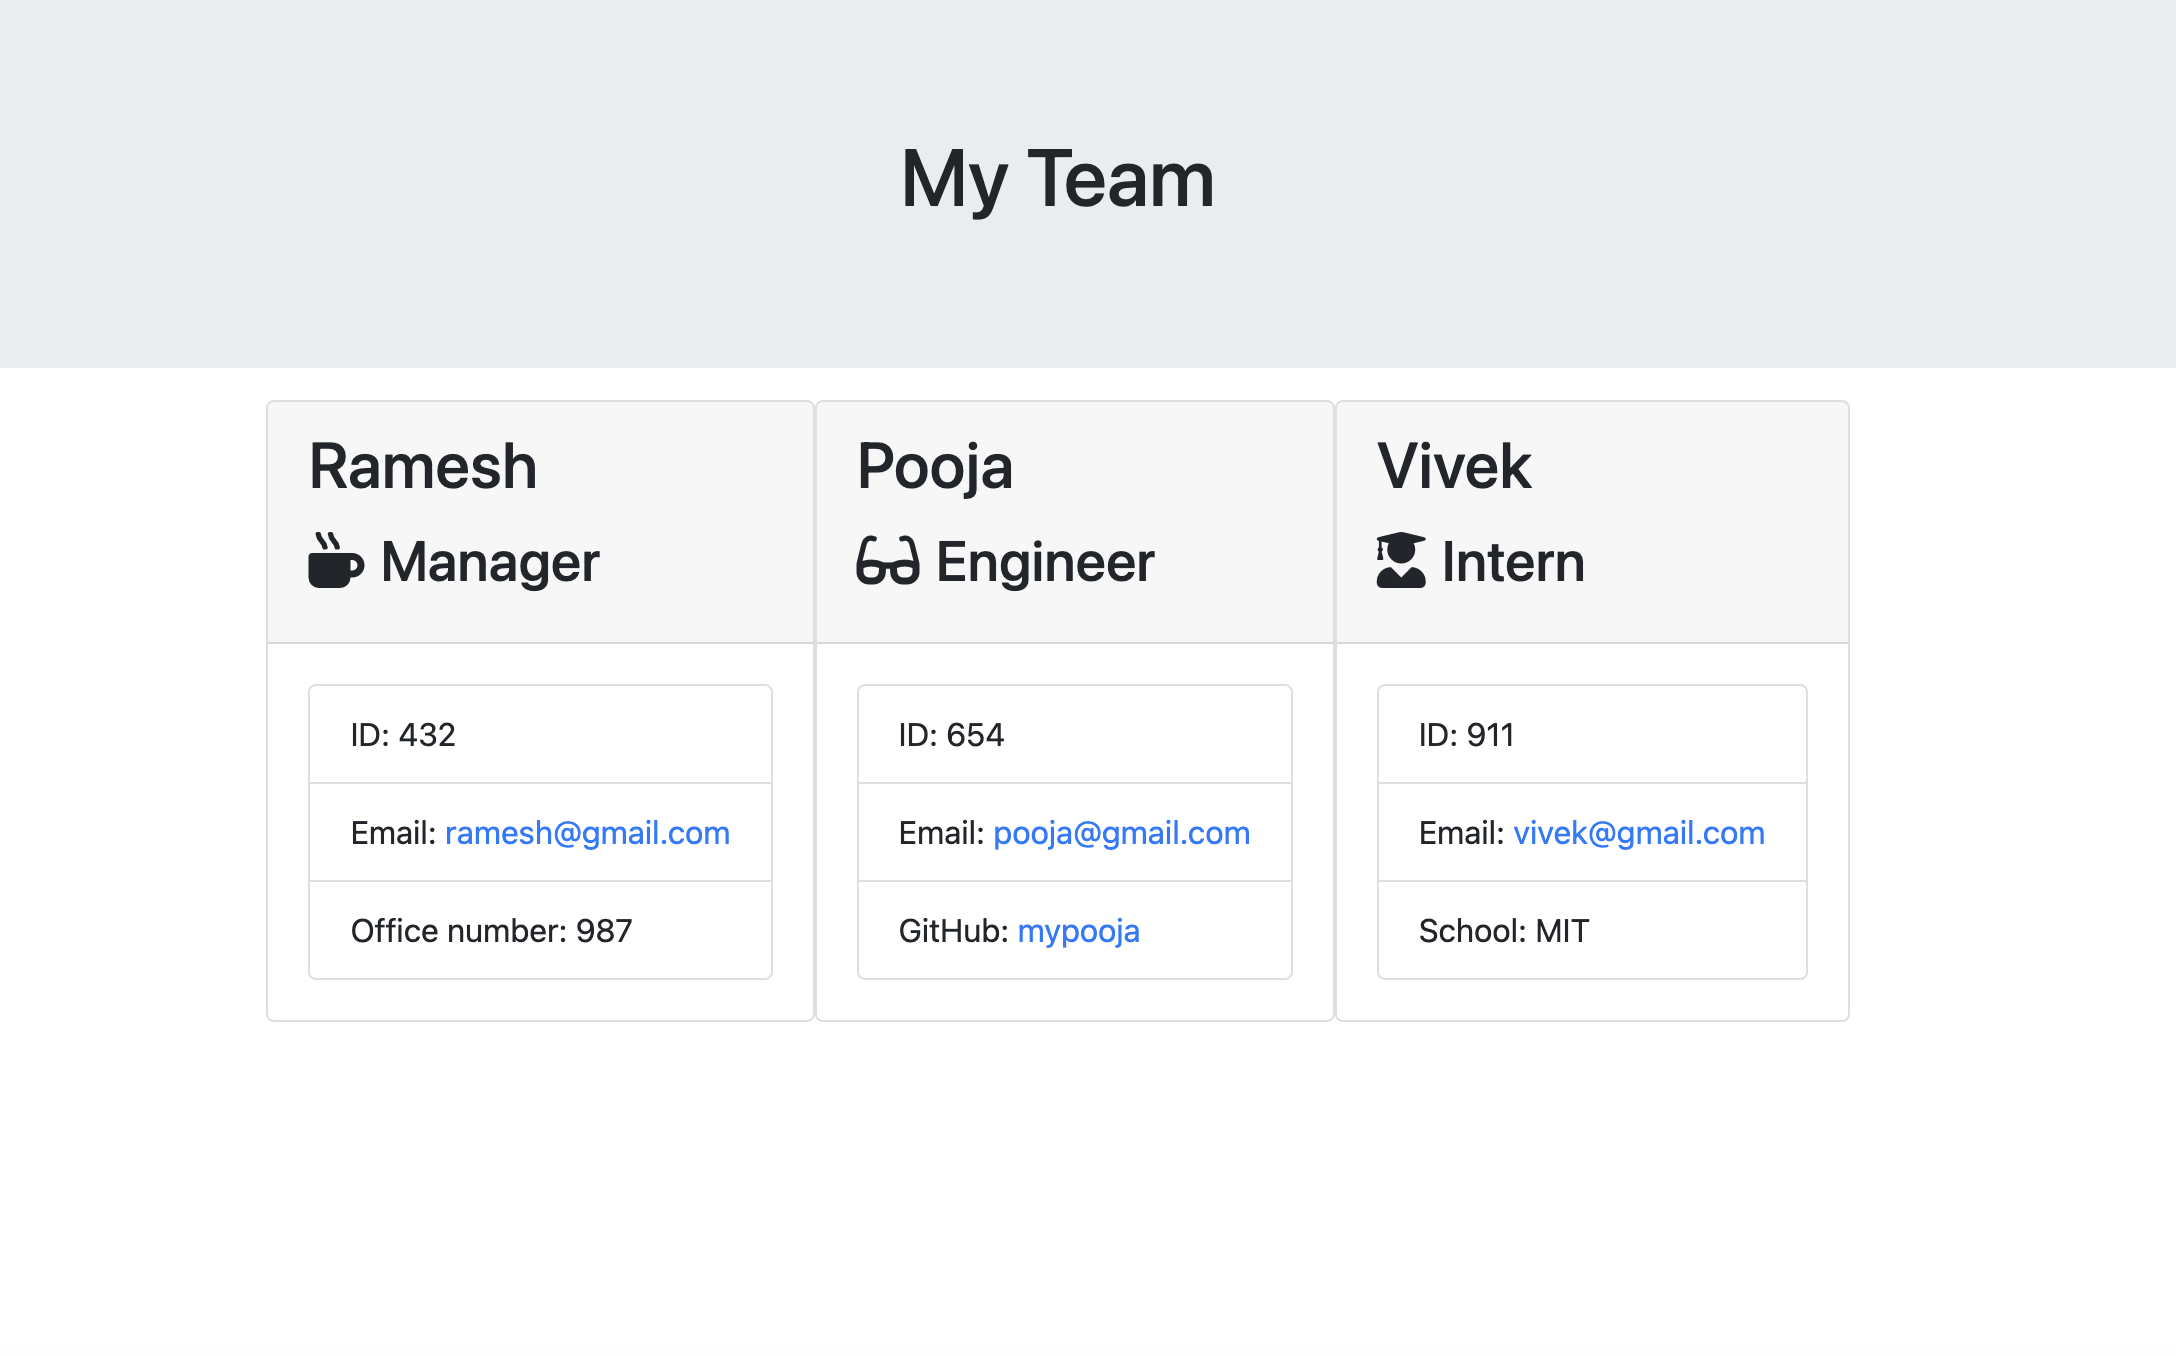 My Team
Ramesh
Manager
ID: 432
Email: ramesh@gmail.com
Office number: 987
Pooja
Engineer
ID: 654
Email: pooja@gmail.com
GitHub: mypooja
Vivek
Intern
ID: 911
Email: vivek@gmail.com
School: MIT